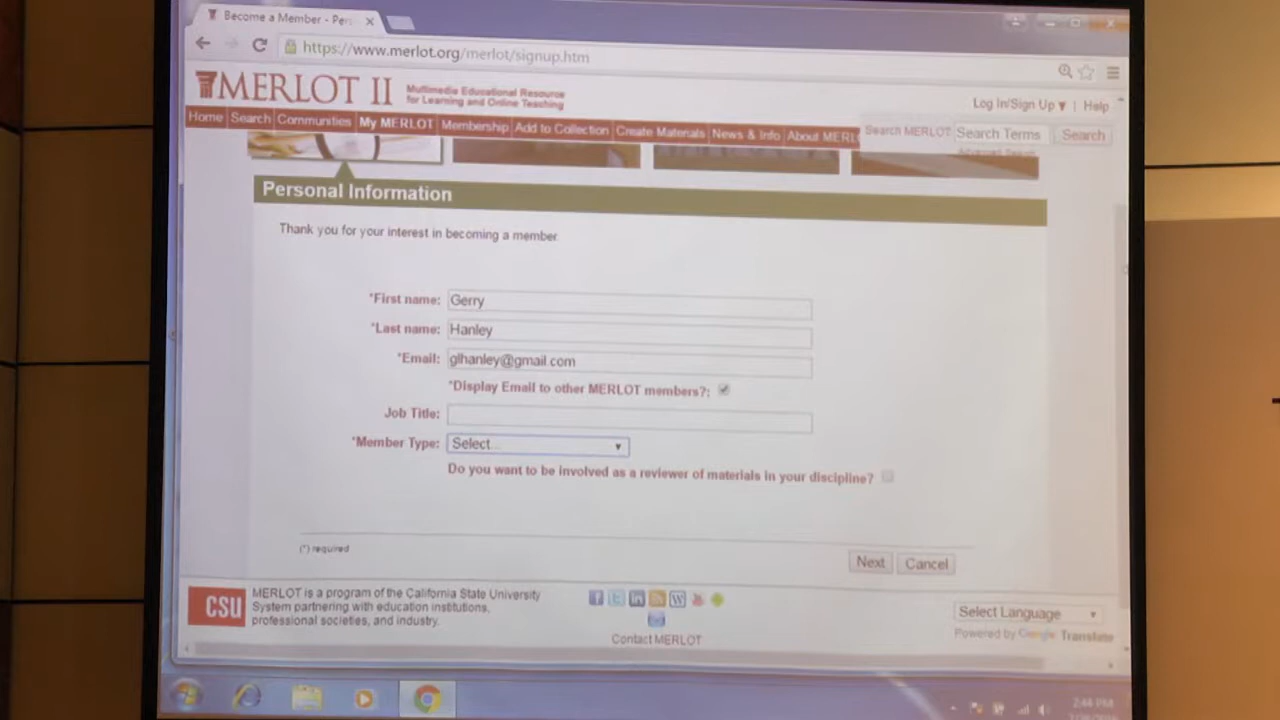 Become a Member - Per
https://www.merlot.org/merlot/signup.htm
MERLOT II
Multimedia Educational Resource
for Learning and Online Teaching
Log In/Sign Up ▼ | Help
Home Search Communities My MERLOT Membership Add to Collection Create Materials News & Info About MERL
Search MERLOT Search Terms Search
Personal Information
Thank you for your interest in becoming a member
*First name: Gerry
*Last name: Hanley
*Email: glhanley@gmail.com
*Display Email to other MERLOT members?:
Job Title:
*Member Type: Select...
Do you want to be involved as a reviewer of materials in your discipline?
(*) required
Next Cancel
CSU
MERLOT is a program of the California State University
System partnering with education institutions,
professional societies, and industry.
Contact MERLOT
Select Language
Powered by Google Translate
2:44 PM